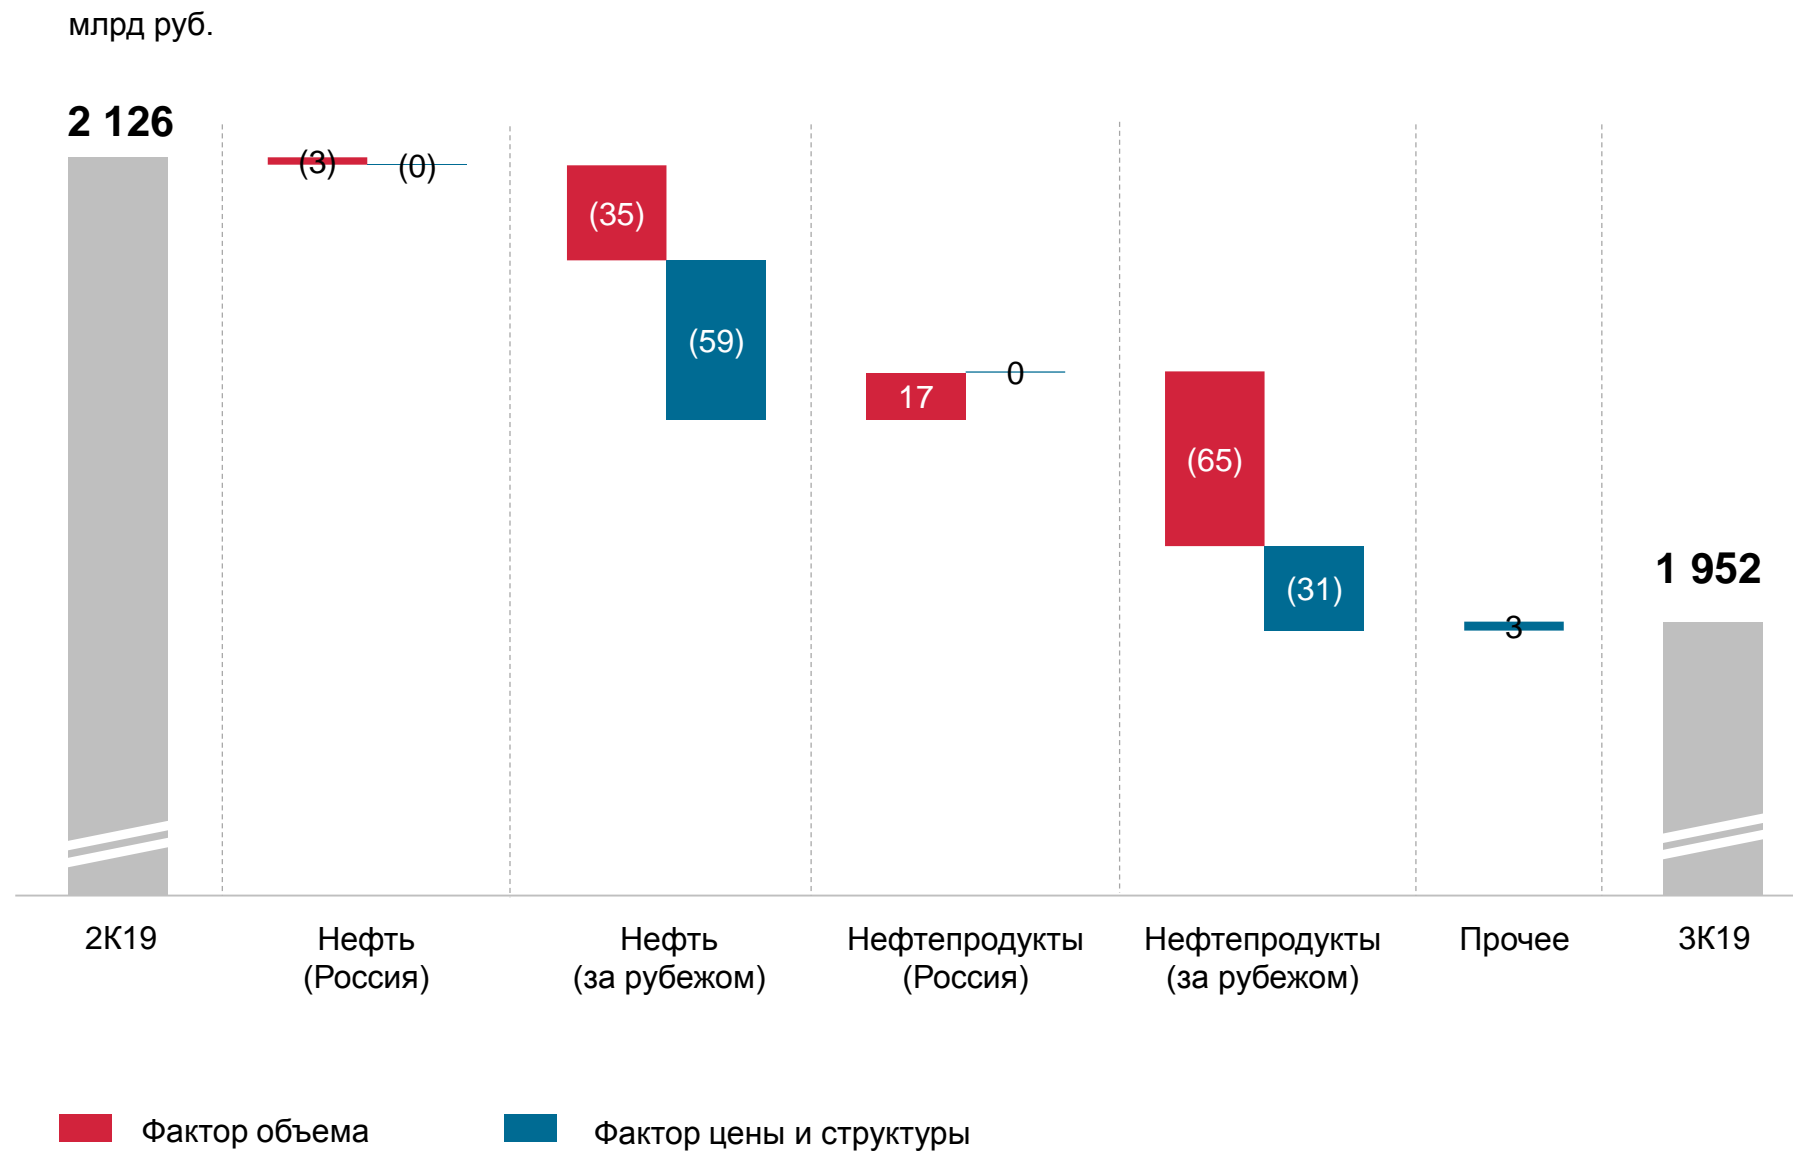 млрд руб.
2 126
(3)
(0)
(35)
(59)
17
0
(65)
(31)
3
1 952
2К19
Нефть
(Россия)
Нефть
(за рубежом)
Нефтепродукты
(Россия)
Нефтепродукты
(за рубежом)
Прочее
3К19
Фактор объема
Фактор цены и структуры